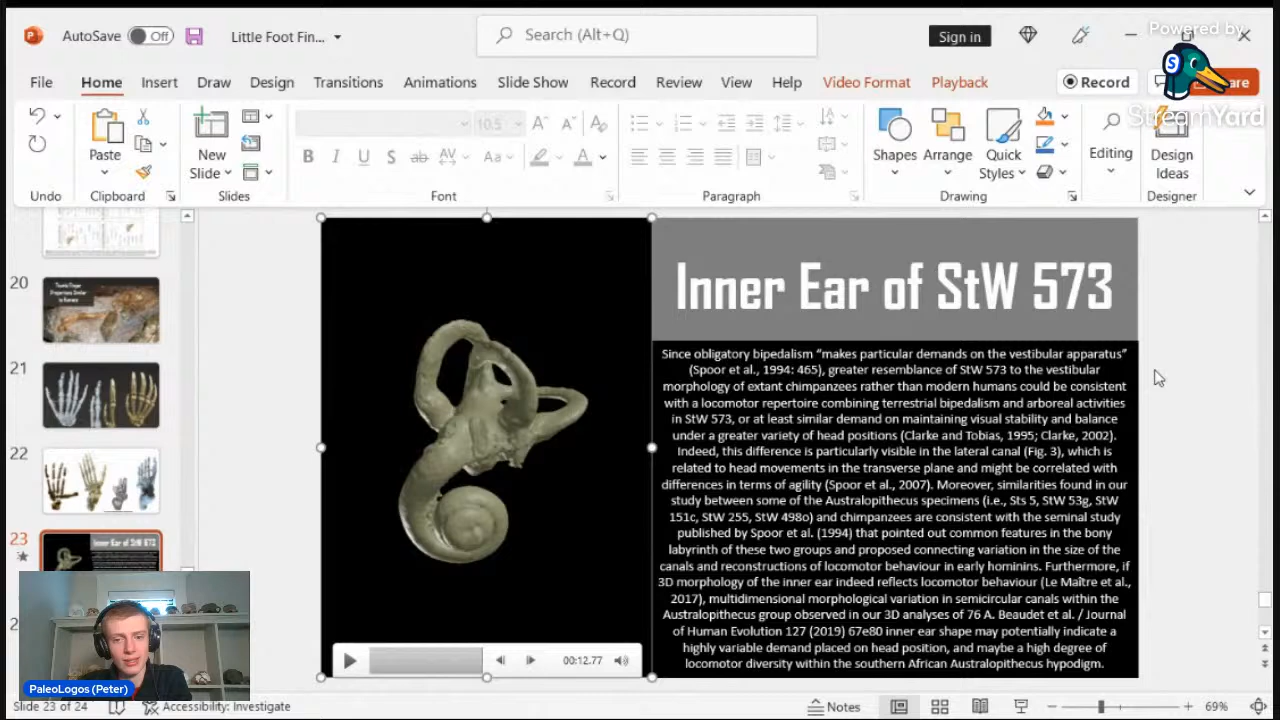 Powered by
AutoSave Off Little Foot Fin... Search (Alt+Q) Sign in
File Home Insert Draw Design Transitions Animations Slide Show Record Review View Help Video Format Playback Record
StreamYard
Paste New Slide Shapes Arrange Quick Styles Editing Design Ideas
Undo Clipboard Slides Font Paragraph Drawing Designer
20
21
22
23
Inner Ear of StW 573
Since obligatory bipedalism “makes particular demands on the vestibular apparatus”
(Spoor et al., 1994: 465), greater resemblance of StW 573 to the vestibular
morphology of extant chimpanzees rather than modern humans could be consistent
with a locomotor repertoire combining terrestrial bipedalism and arboreal activities
in StW 573, or at least similar demand on maintaining visual stability and balance
under a greater variety of head positions (Clarke and Tobias, 1995; Clarke, 2002).
Indeed, this difference is particularly visible in the lateral canal (Fig. 3), which is
related to head movements in the transverse plane and might be correlated with
differences in terms of agility (Spoor et al., 2007). Moreover, similarities found in our
study between some of the Australopithecus specimens (i.e., Sts 5, StW 53g, StW
151c, StW 255, StW 498o) and chimpanzees are consistent with the seminal study
published by Spoor et al. (1994) that pointed out common features in the bony
labyrinth of these two groups and proposed connecting variation in the size of the
canals and reconstructions of locomotor behaviour in early hominins. Furthermore, if
3D morphology of the inner ear indeed reflects locomotor behaviour (Le Maître et al.,
2017), multidimensional morphological variation in semicircular canals within the
Australopithecus group observed in our 3D analyses of 76 A. Beaudet et al. / Journal
of Human Evolution 127 (2019) 67e80 inner ear shape may potentially indicate a
highly variable demand placed on head position, and maybe a high degree of
locomotor diversity within the southern African Australopithecus hypodigm.
00:12.77
PaleoLogos (Peter)
Slide 23 of 24 Accessibility: Investigate Notes 69%